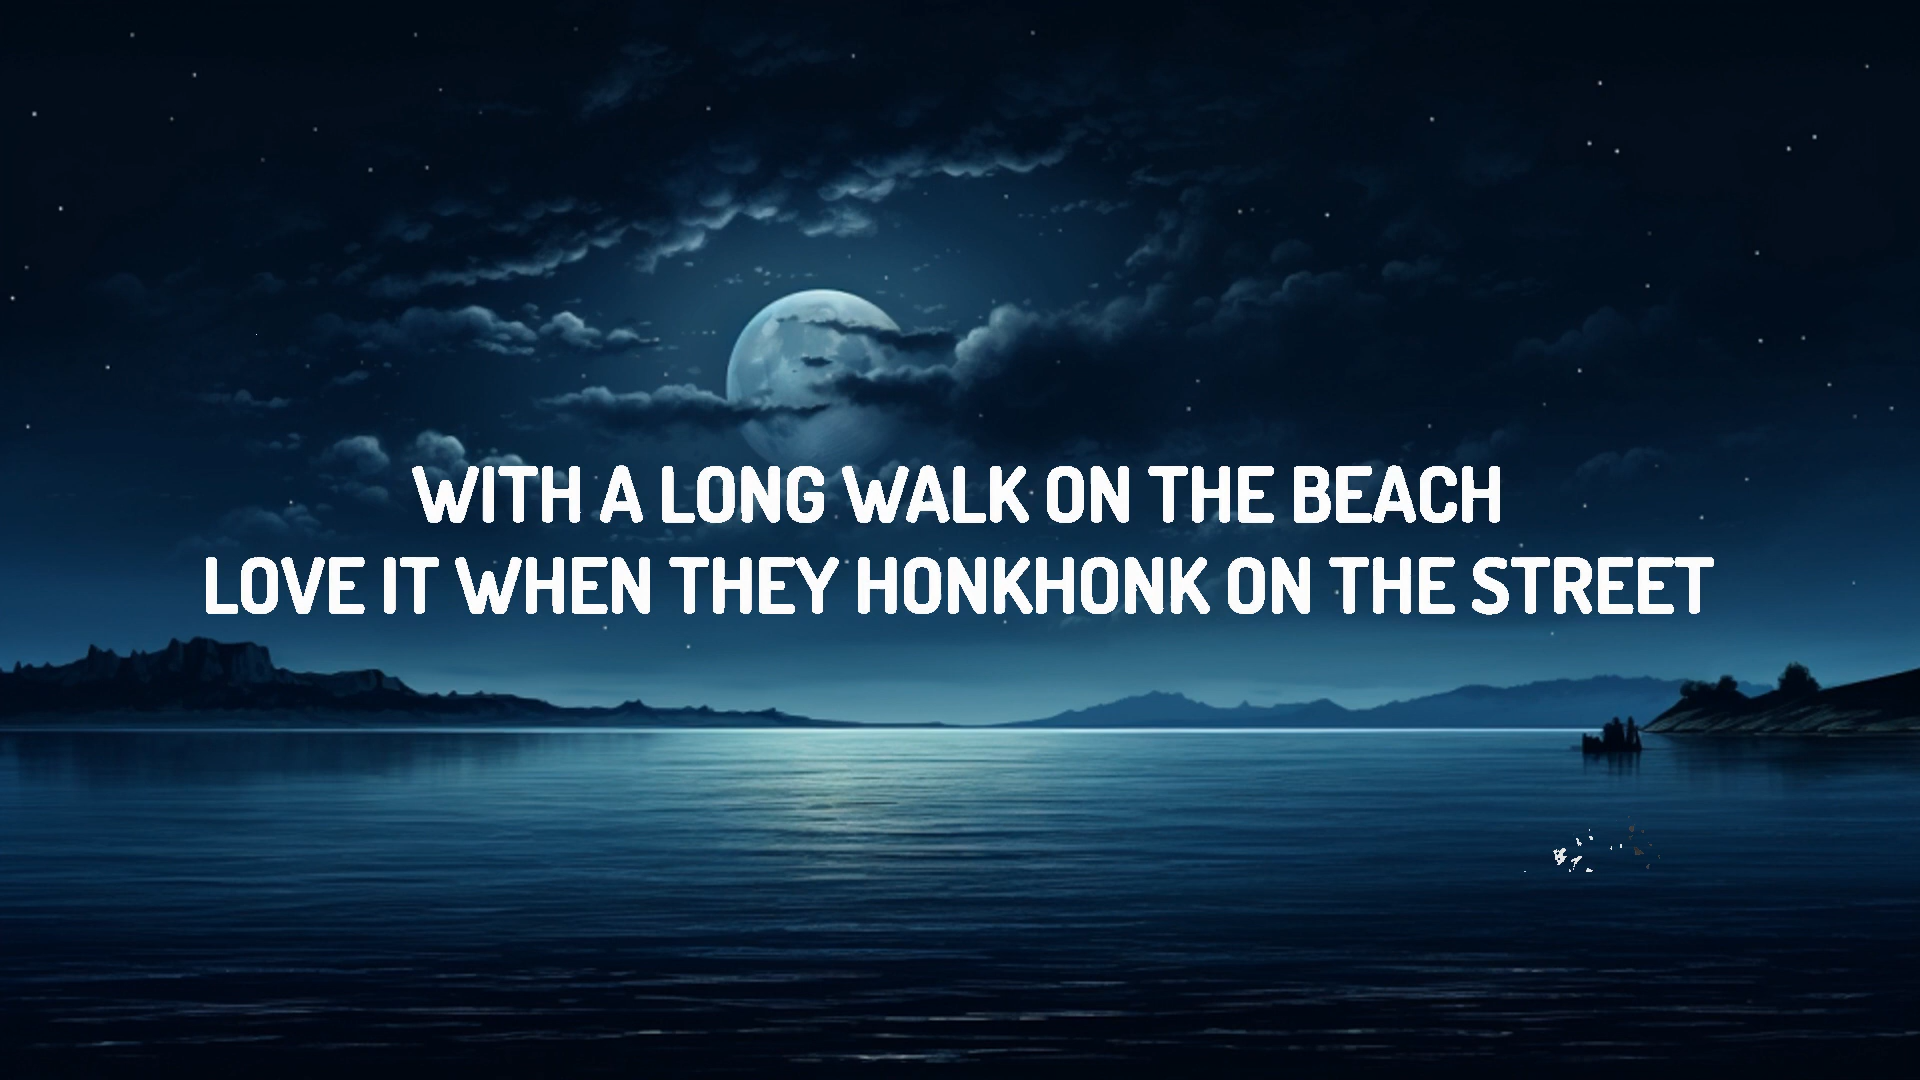 WITH A LONG WALK ON THE BEACH
LOVE IT WHEN THEY HONKHONK ON THE STREET